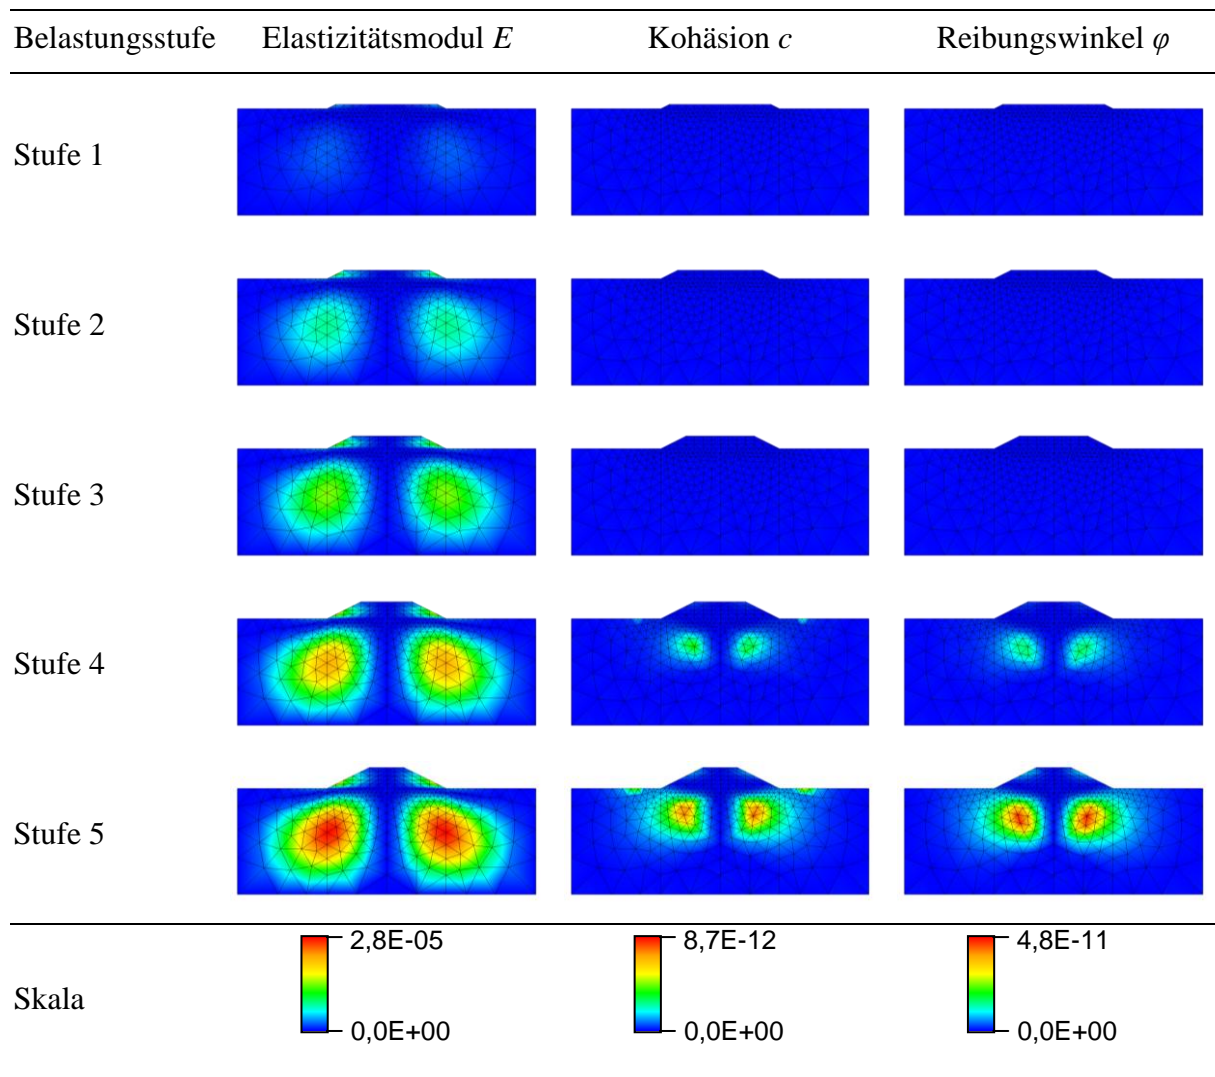 Belastungsstufe Elastizitätsmodul E Kohäsion c Reibungswinkel φ
Stufe 1
Stufe 2
Stufe 3
Stufe 4
Stufe 5
Skala
2,8E-05 8,7E-12 4,8E-11
0,0E+00 0,0E+00 0,0E+00